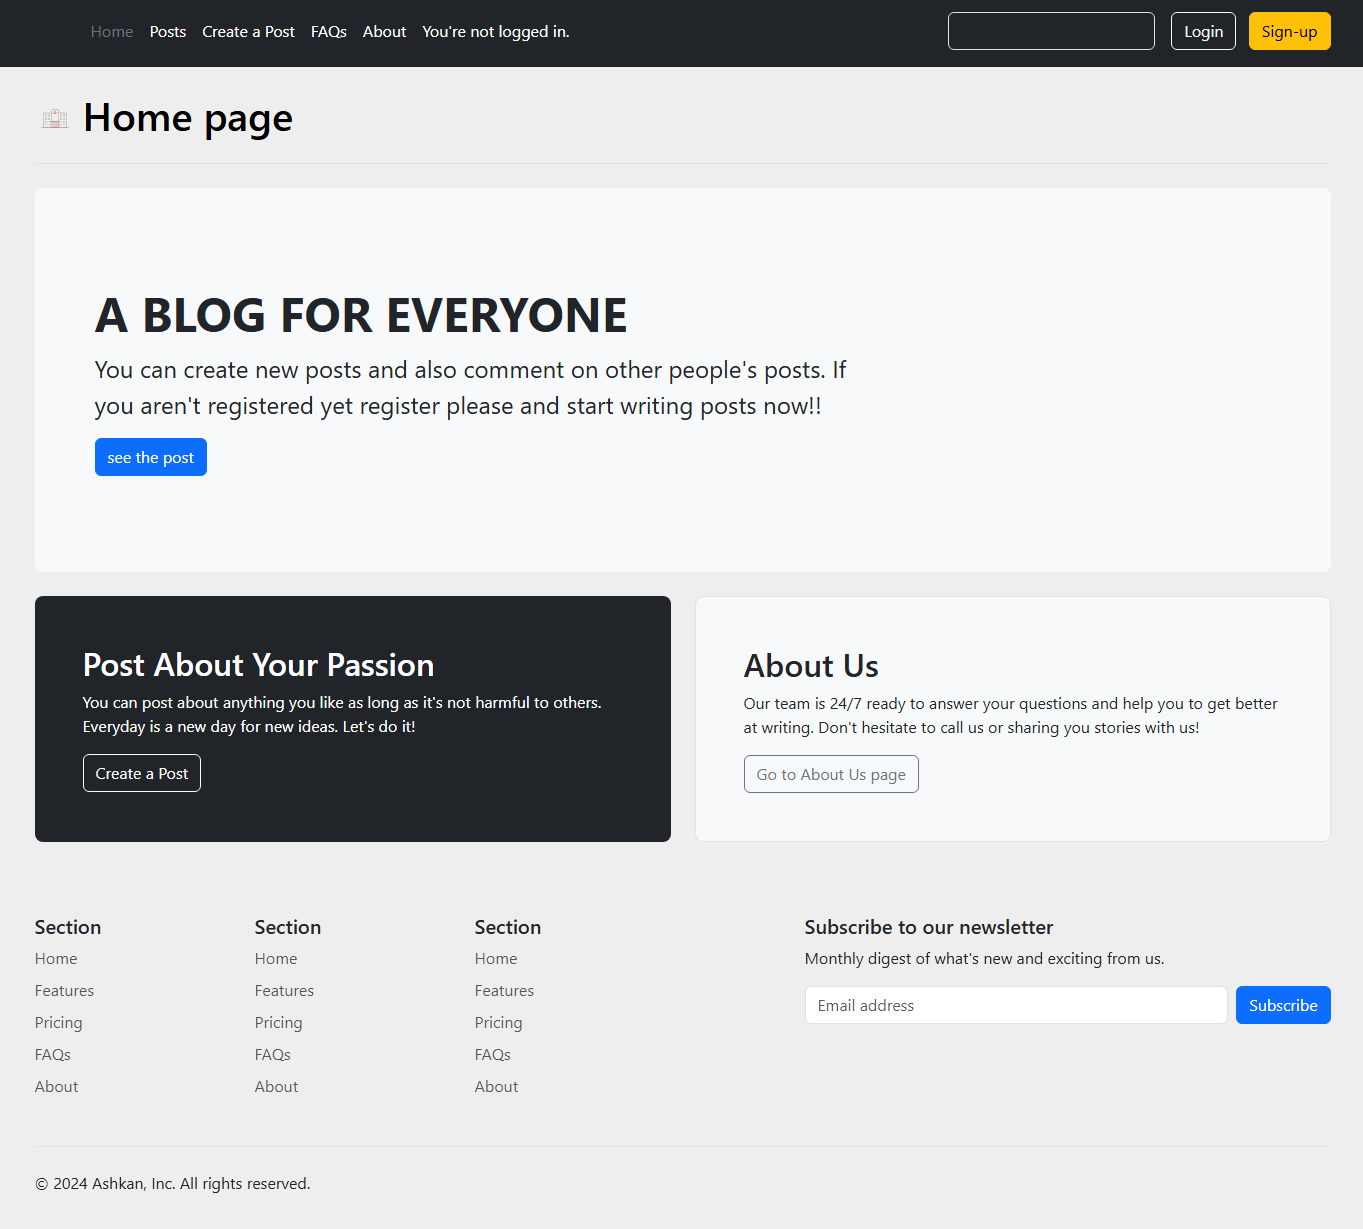 Home Posts Create a Post FAQs About You're not logged in. Login Sign-up
Home page
A BLOG FOR EVERYONE
You can create new posts and also comment on other people's posts. If
you aren't registered yet register please and start writing posts now!!
see the post
Post About Your Passion
You can post about anything you like as long as it's not harmful to others.
Everyday is a new day for new ideas. Let's do it!
Create a Post
About Us
Our team is 24/7 ready to answer your questions and help you to get better
at writing. Don't hesitate to call us or sharing you stories with us!
Go to About Us page
Section
Home
Features
Pricing
FAQs
About
Section
Home
Features
Pricing
FAQs
About
Section
Home
Features
Pricing
FAQs
About
Subscribe to our newsletter
Monthly digest of what's new and exciting from us.
Email address Subscribe
© 2024 Ashkan, Inc. All rights reserved.